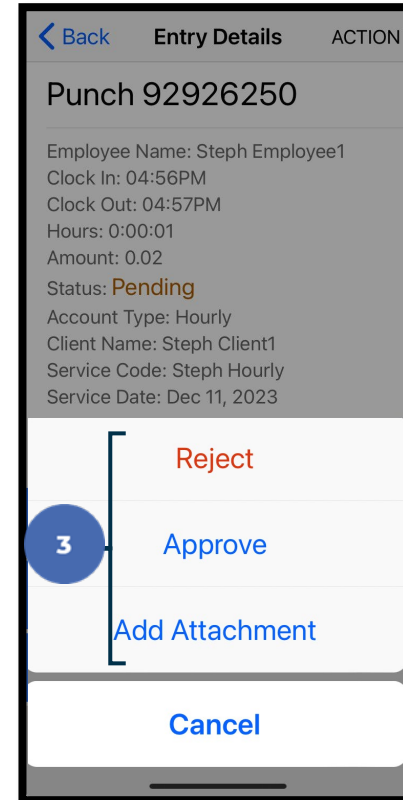 Back Entry Details ACTION
Punch 92926250
Employee Name: Steph Employee1
Clock In: 04:56PM
Clock Out: 04:57PM
Hours: 0:00:01
Amount: 0.02
Status: Pending
Account Type: Hourly
Client Name: Steph Client1
Service Code: Steph Hourly
Service Date: Dec 11, 2023
Reject
3 Approve
Add Attachment
Cancel